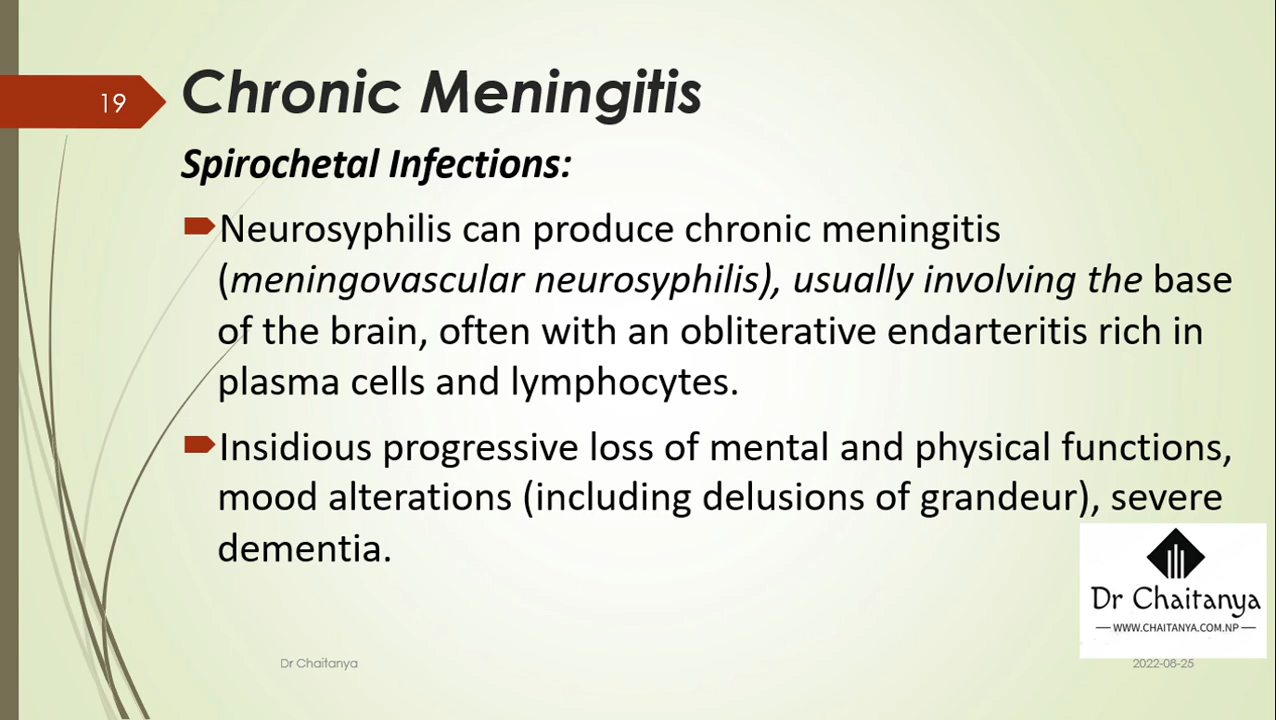 19
Chronic Meningitis
Spirochetal Infections:
Neurosyphilis can produce chronic meningitis
(meningovascular neurosyphilis), usually involving the base
of the brain, often with an obliterative endarteritis rich in
plasma cells and lymphocytes.
Insidious progressive loss of mental and physical functions,
mood alterations (including delusions of grandeur), severe
dementia.
Dr Chaitanya
WWW.CHAITANYA.COM.NP
Dr Chaitanya
2022-08-25